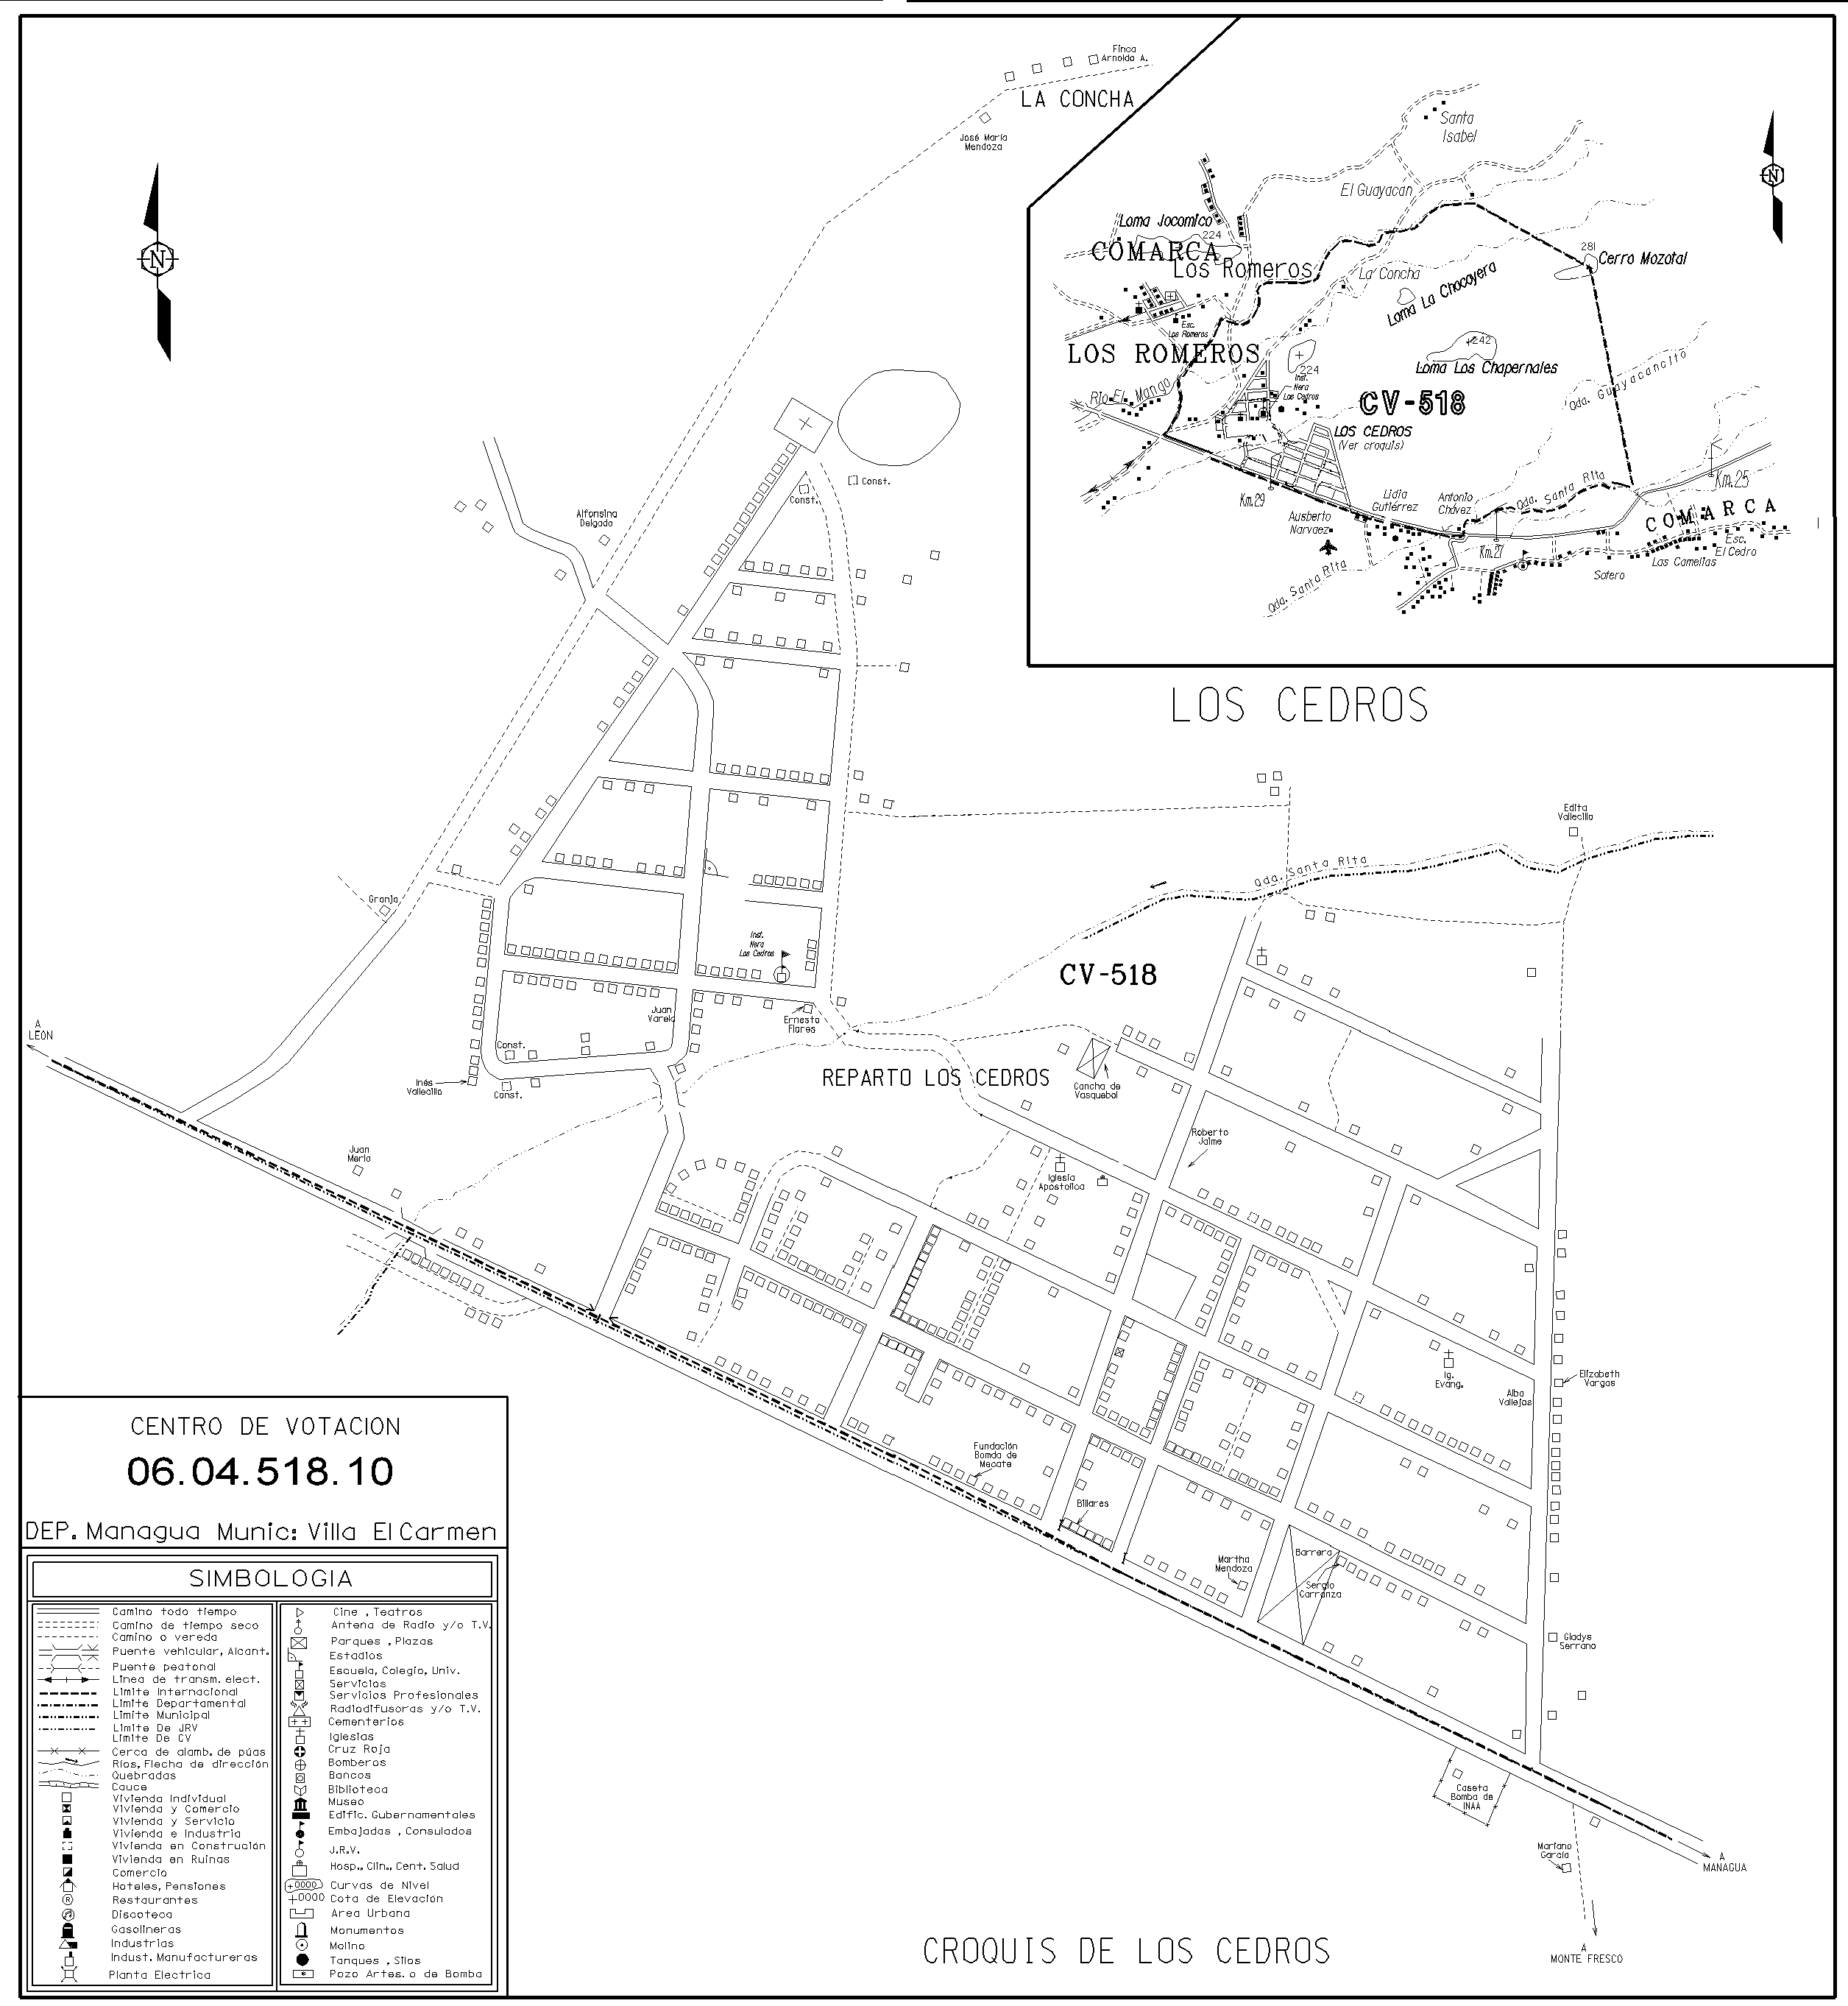 Finca
Arnoldo A.
LA CONCHA
José María
Mendoza
N
Const.
Const.
Alfonsina
Delgado
Granja
Inst.
Nera
Los Cedros
Juan
Varela
Ernesto
Flores
Const.
Inés
Vallecillo
Const.
A
LEON
Juan
Merlo
Santa
Isabel
El Guayacan
N
Loma Jocomico
224
COMARCA
Los Romeros
La Concha
281
Cerro Mozotal
Loma La Chocoyera
Esc.
Los Romeros
LOS ROMEROS
+242
Loma Los Chapernales
224
Inst.
Nera
Los Cedros
Río EL Mango
Qda. Guayacancito
CV-518
LOS CEDROS
(Ver croquis)
Km.29
Lidia
Gutiérrez
Antonio
Chávez
Qda. Santa Rita
Km.25
Ausberto
Narvaez
COMARCA
Km.27
Esc.
El Cedro
Las Camelias
Sotero
Qda. Santa Rita
LOS CEDROS
Edita
Vallecillo
Qda. Santa Rita
CV-518
REPARTO LOS CEDROS
Cancha de
Vasquebol
Roberto
Jaime
Iglesia
Apostolica
Ig.
Evang.
Alba
Vallejos
Elizabeth
Vargas
Fundación
Bomda de
Mecate
Billares
Martha
Mendoza
Barrera
Sergio
Carranza
Gladys
Serrano
Caseta
Bomba de
INAA
Mariano
García
A
MANAGUA
A
MONTE FRESCO
CENTRO DE VOTACION
06.04.518.10
DEP. Managua Munic: Villa El Carmen
SIMBOLOGIA
Camino todo tiempo
Camino de tiempo seco
Camino o vereda
Puente vehicular, Alcant.
Puente peatonal
Linea de transm. elect.
Limite Internacional
Limite Departamental
Limite Municipal
Limite De JRV
Limite De CV
Cerca de alamb. de púas
Rios, Flecha de dirección
Quebradas
Cauce
Vivienda Individual
Vivienda y Comercio
Vivienda y Servicio
Vivienda e Industria
Vivienda en Construción
Vivienda en Ruinas
Comercio
Hoteles, Pensiones
R Restaurantes
Discoteca
Gasolineras
Industrias
Indust. Manufactureras
Planta Electrica
Cine , Teatros
Antena de Radio y/o T.V.
Parques , Plazas
Estadios
Escuela, Colegio, Univ.
Servicios
Servicios Profesionales
Radiodifusoras y/o T.V.
Cementerios
Iglesias
Cruz Roja
Bomberos
Bancos
Biblioteca
Museo
Edific. Gubernamentales
Embajadas , Consulados
J.R.V.
Hosp., Clin., Cent. Salud
+0000 Curvas de Nivel
+0000 Cota de Elevación
Area Urbana
Monumentos
Molino
Tanques , Silos
Pozo Artes. o de Bomba
CROQUIS DE LOS CEDROS